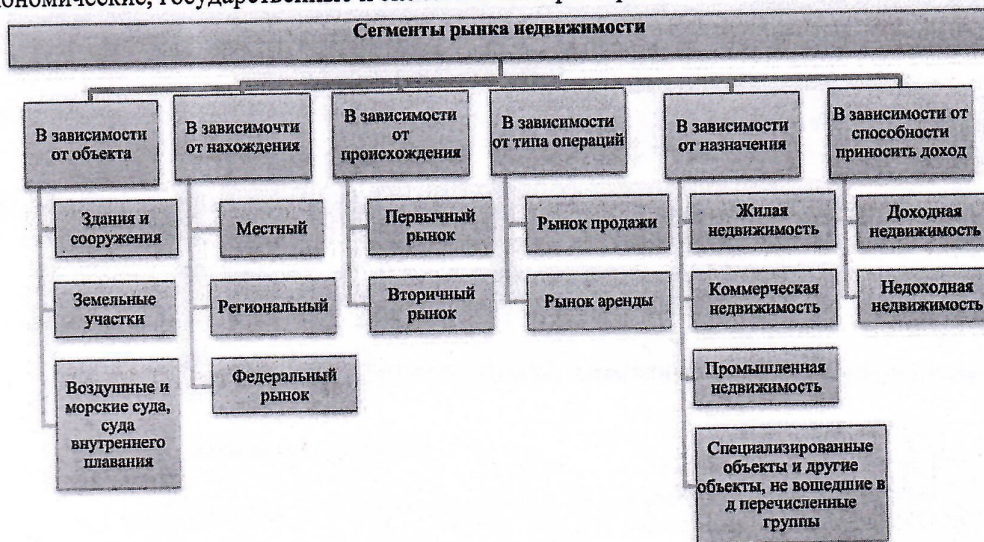 государственные и
Сегменты рынка недвижимости
В зависимости
от объекта
Здания и
сооружения
Земельные
участки
Воздушные и
морские суда,
суда
внутреннего
плавания
В зависимочти
от нахождения
Местный
Региональный
Федеральный
рынок
В зависимости
от
происхождения
Первычный
рынок
Вторичный
рынок
В зависимости
от типа операций
Рынок продажи
Рынок аренды
В зависимости
от назначения
Жилая
недвижимость
Коммерческая
недвижимость
Промышленная
недвижимость
Специализированные
объекты и другие
объекты, не вошедшие в
д перечисленные
группы
В зависимости от
способности
приносить доход
Доходная
недвижимость
Недоходная
недвижимость